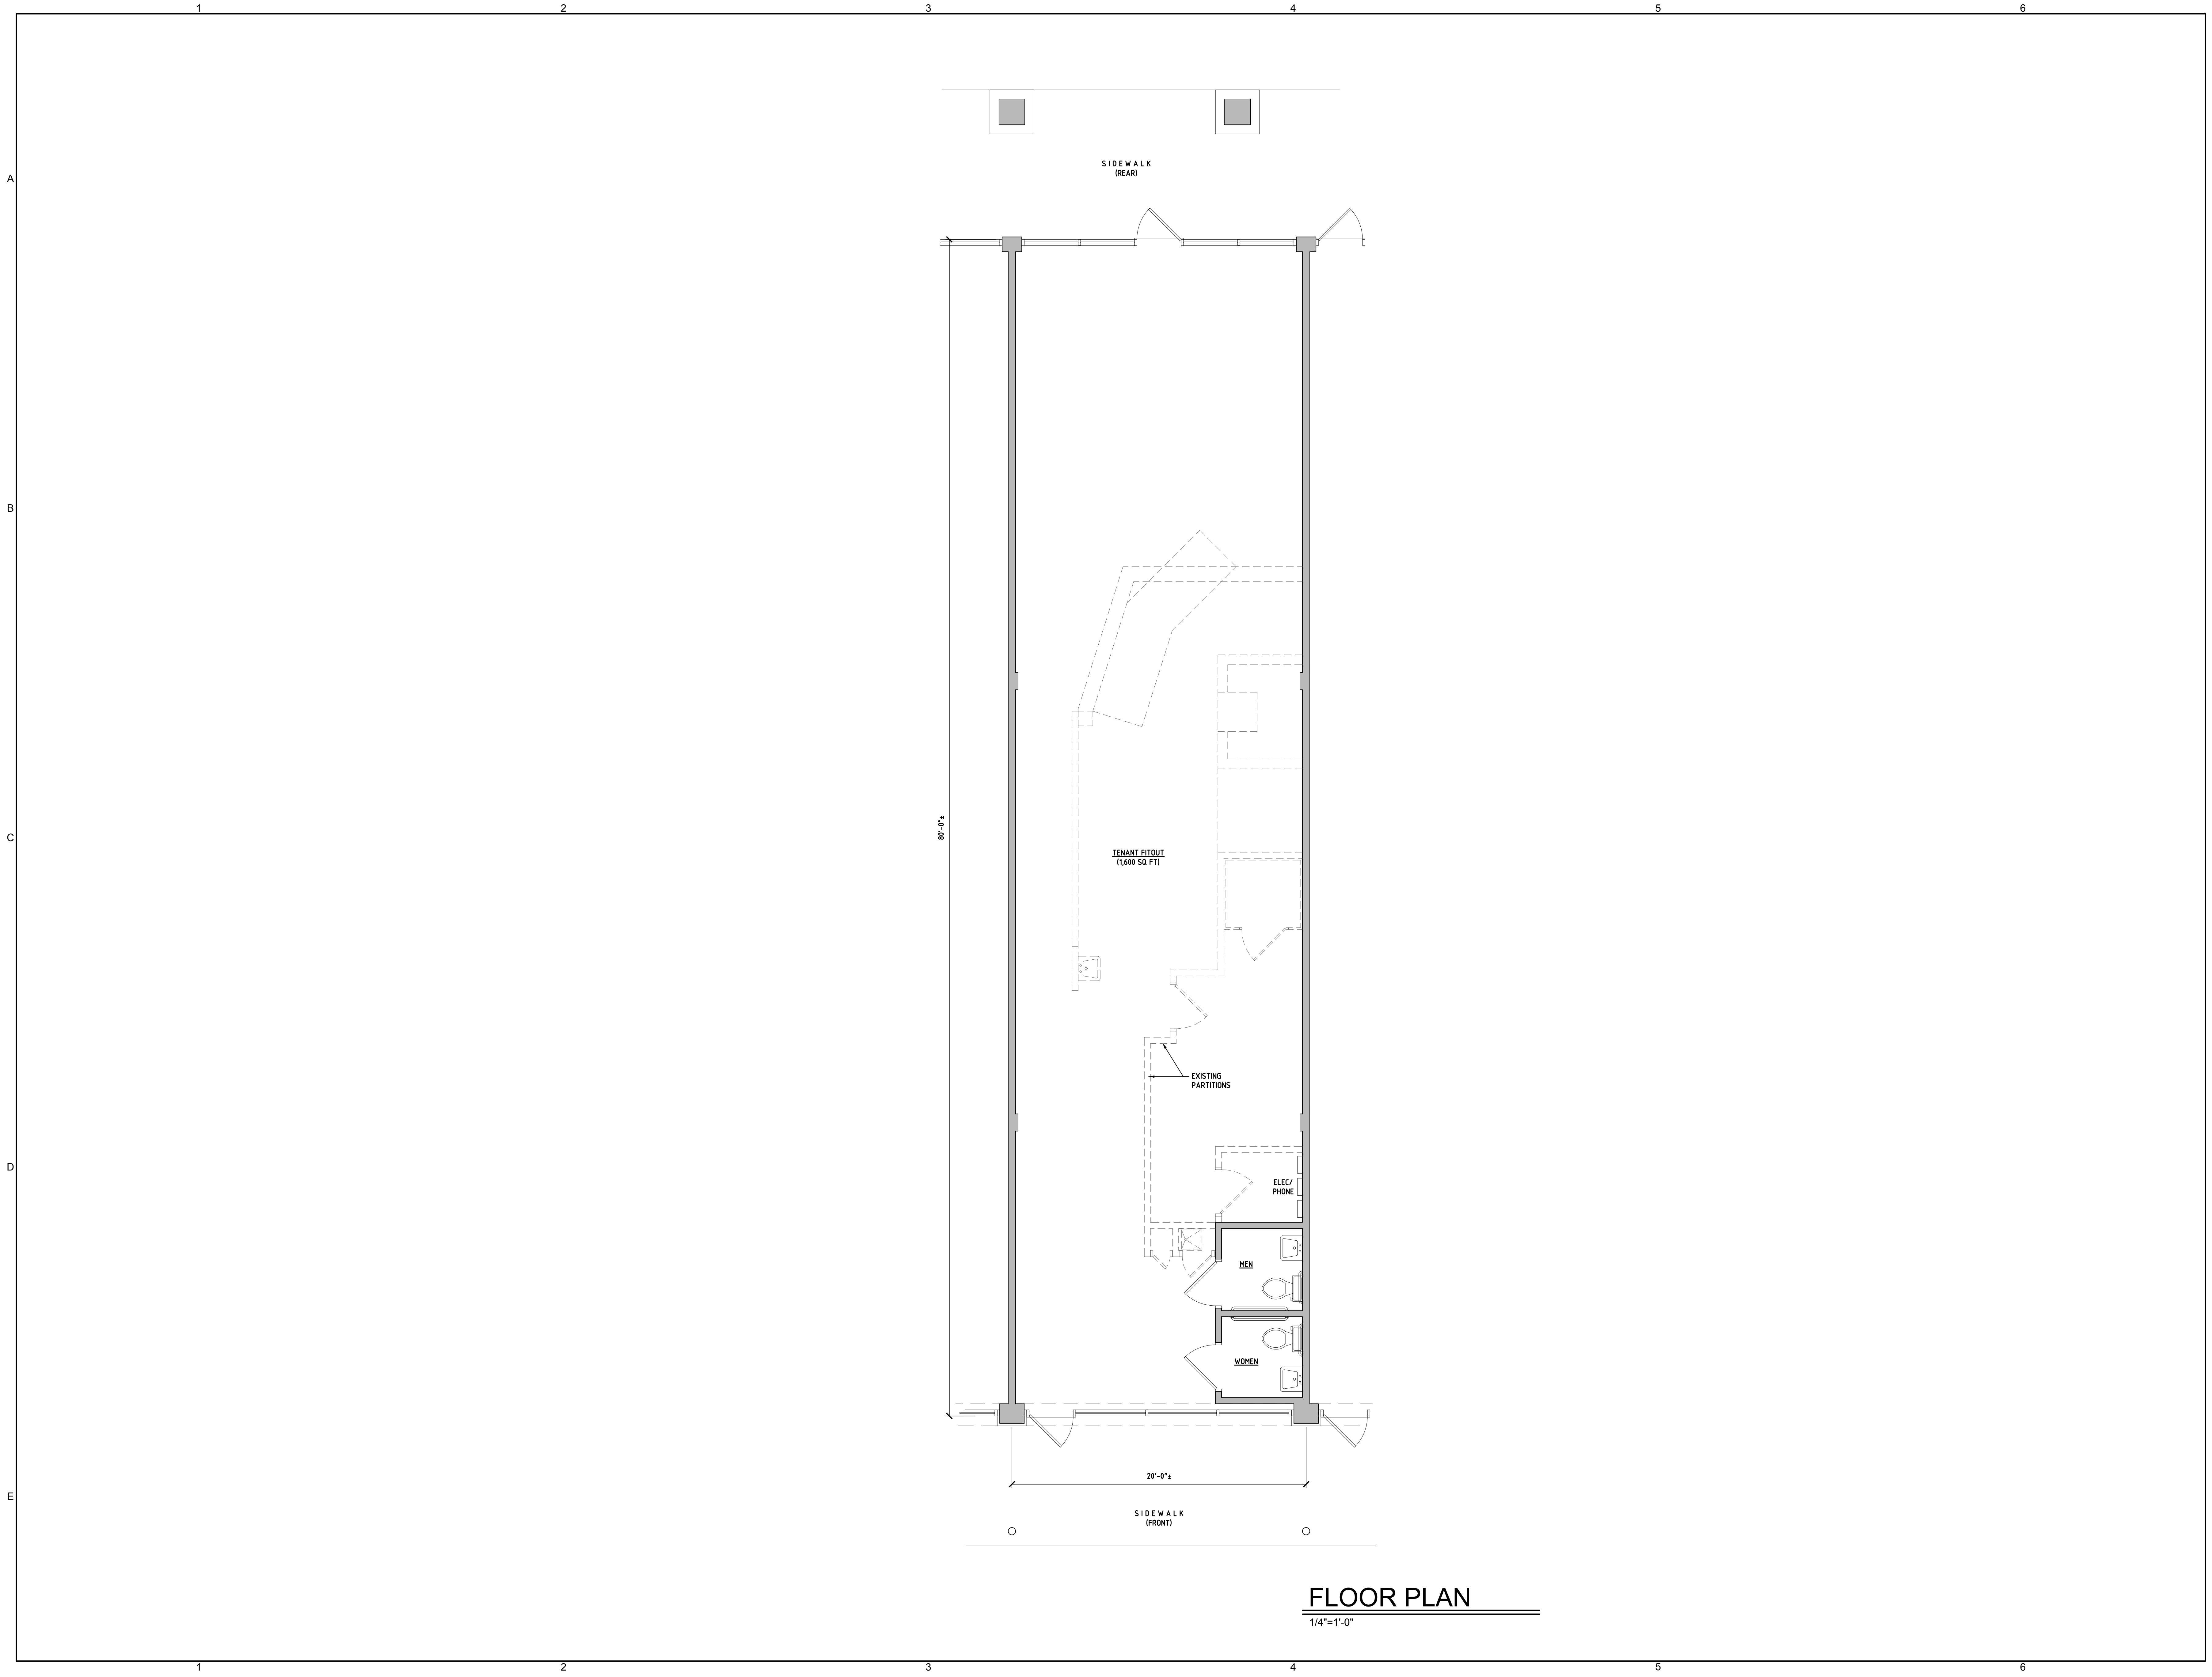 1 2 3 4 5 6
A
SIDEWALK
(REAR)
B
C
80'-0"±
TENANT FITOUT
(1,600 SQ FT)
EXISTING
PARTITIONS
D
ELEC/
PHONE
MEN
WOMEN
20'-0"±
E
SIDEWALK
(FRONT)
FLOOR PLAN
1/4"=1'-0"
1 2 3 4 5 6